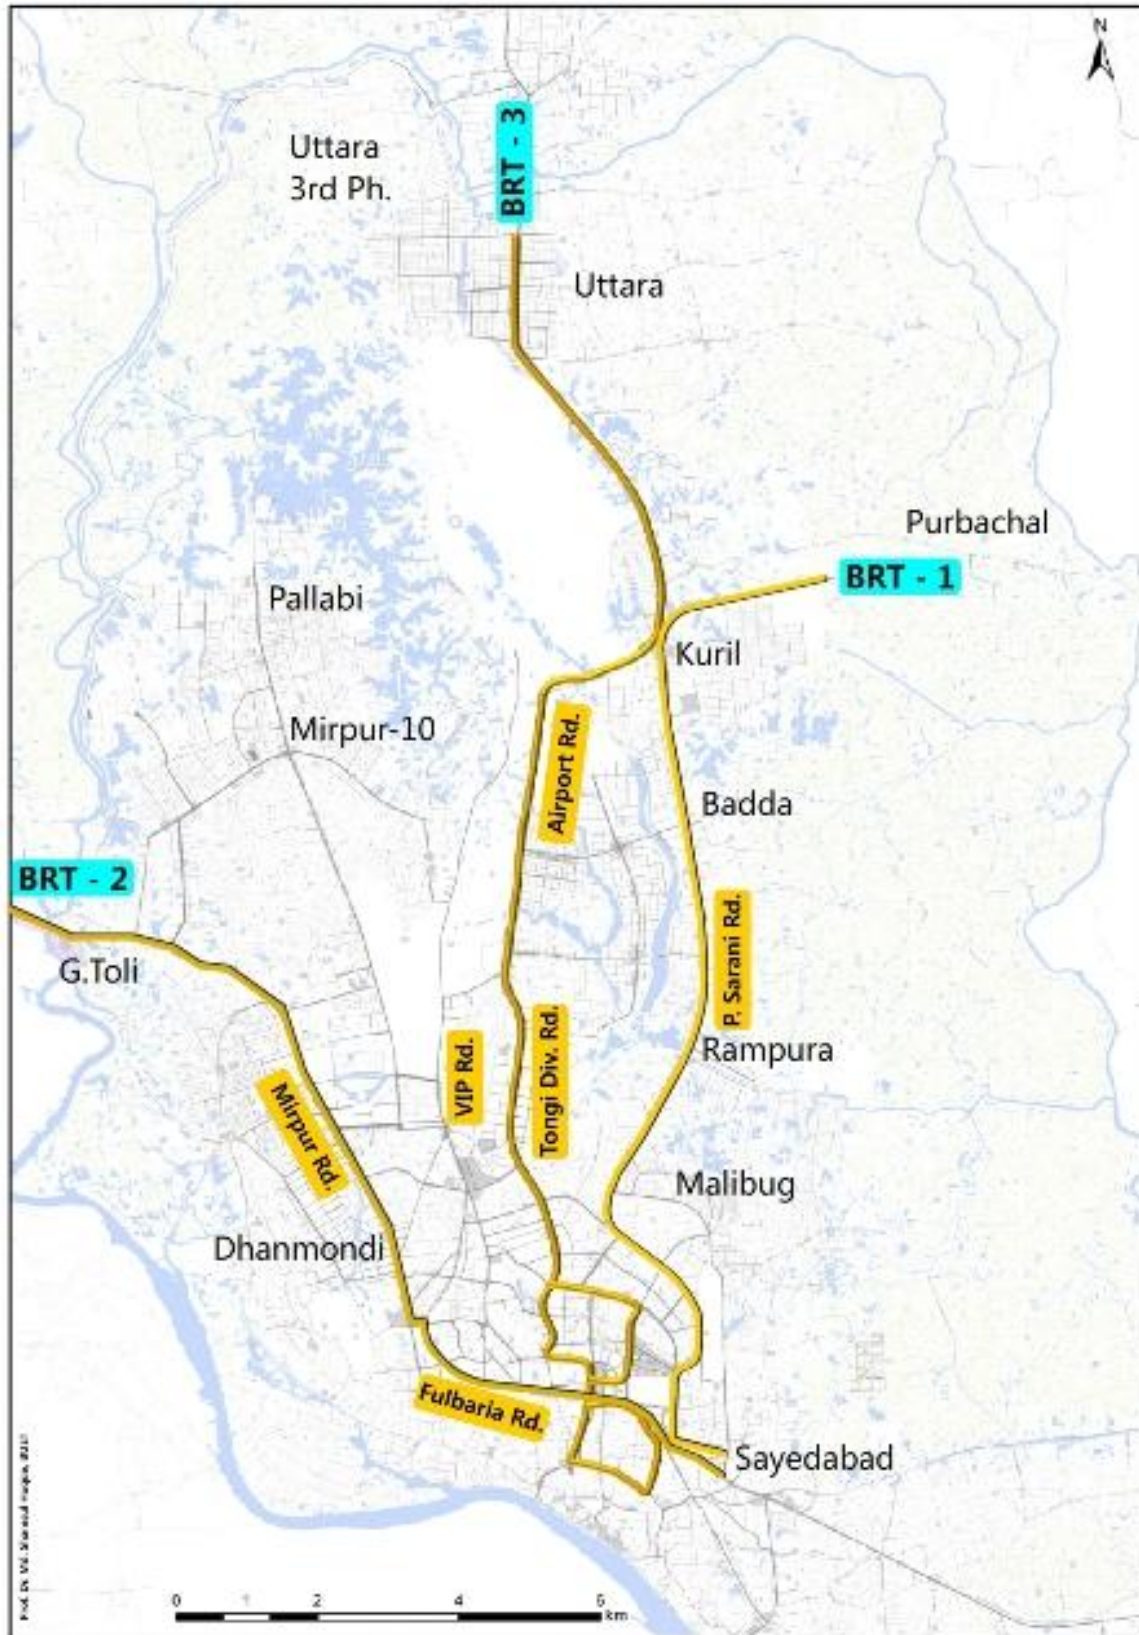 N
BRT - 3
Uttara
3rd Ph.
Uttara
Purbachal
BRT - 1
Pallabi
Kuril
Mirpur-10
Airport Rd.
Badda
BRT - 2
P. Sarani Rd.
G.Toli
VIP Rd.
Tongi Div. Rd.
Rampura
Mirpur Rd.
Malibug
Dhanmondi
Fulbaria Rd.
Sayedabad
0 2 4 6
km